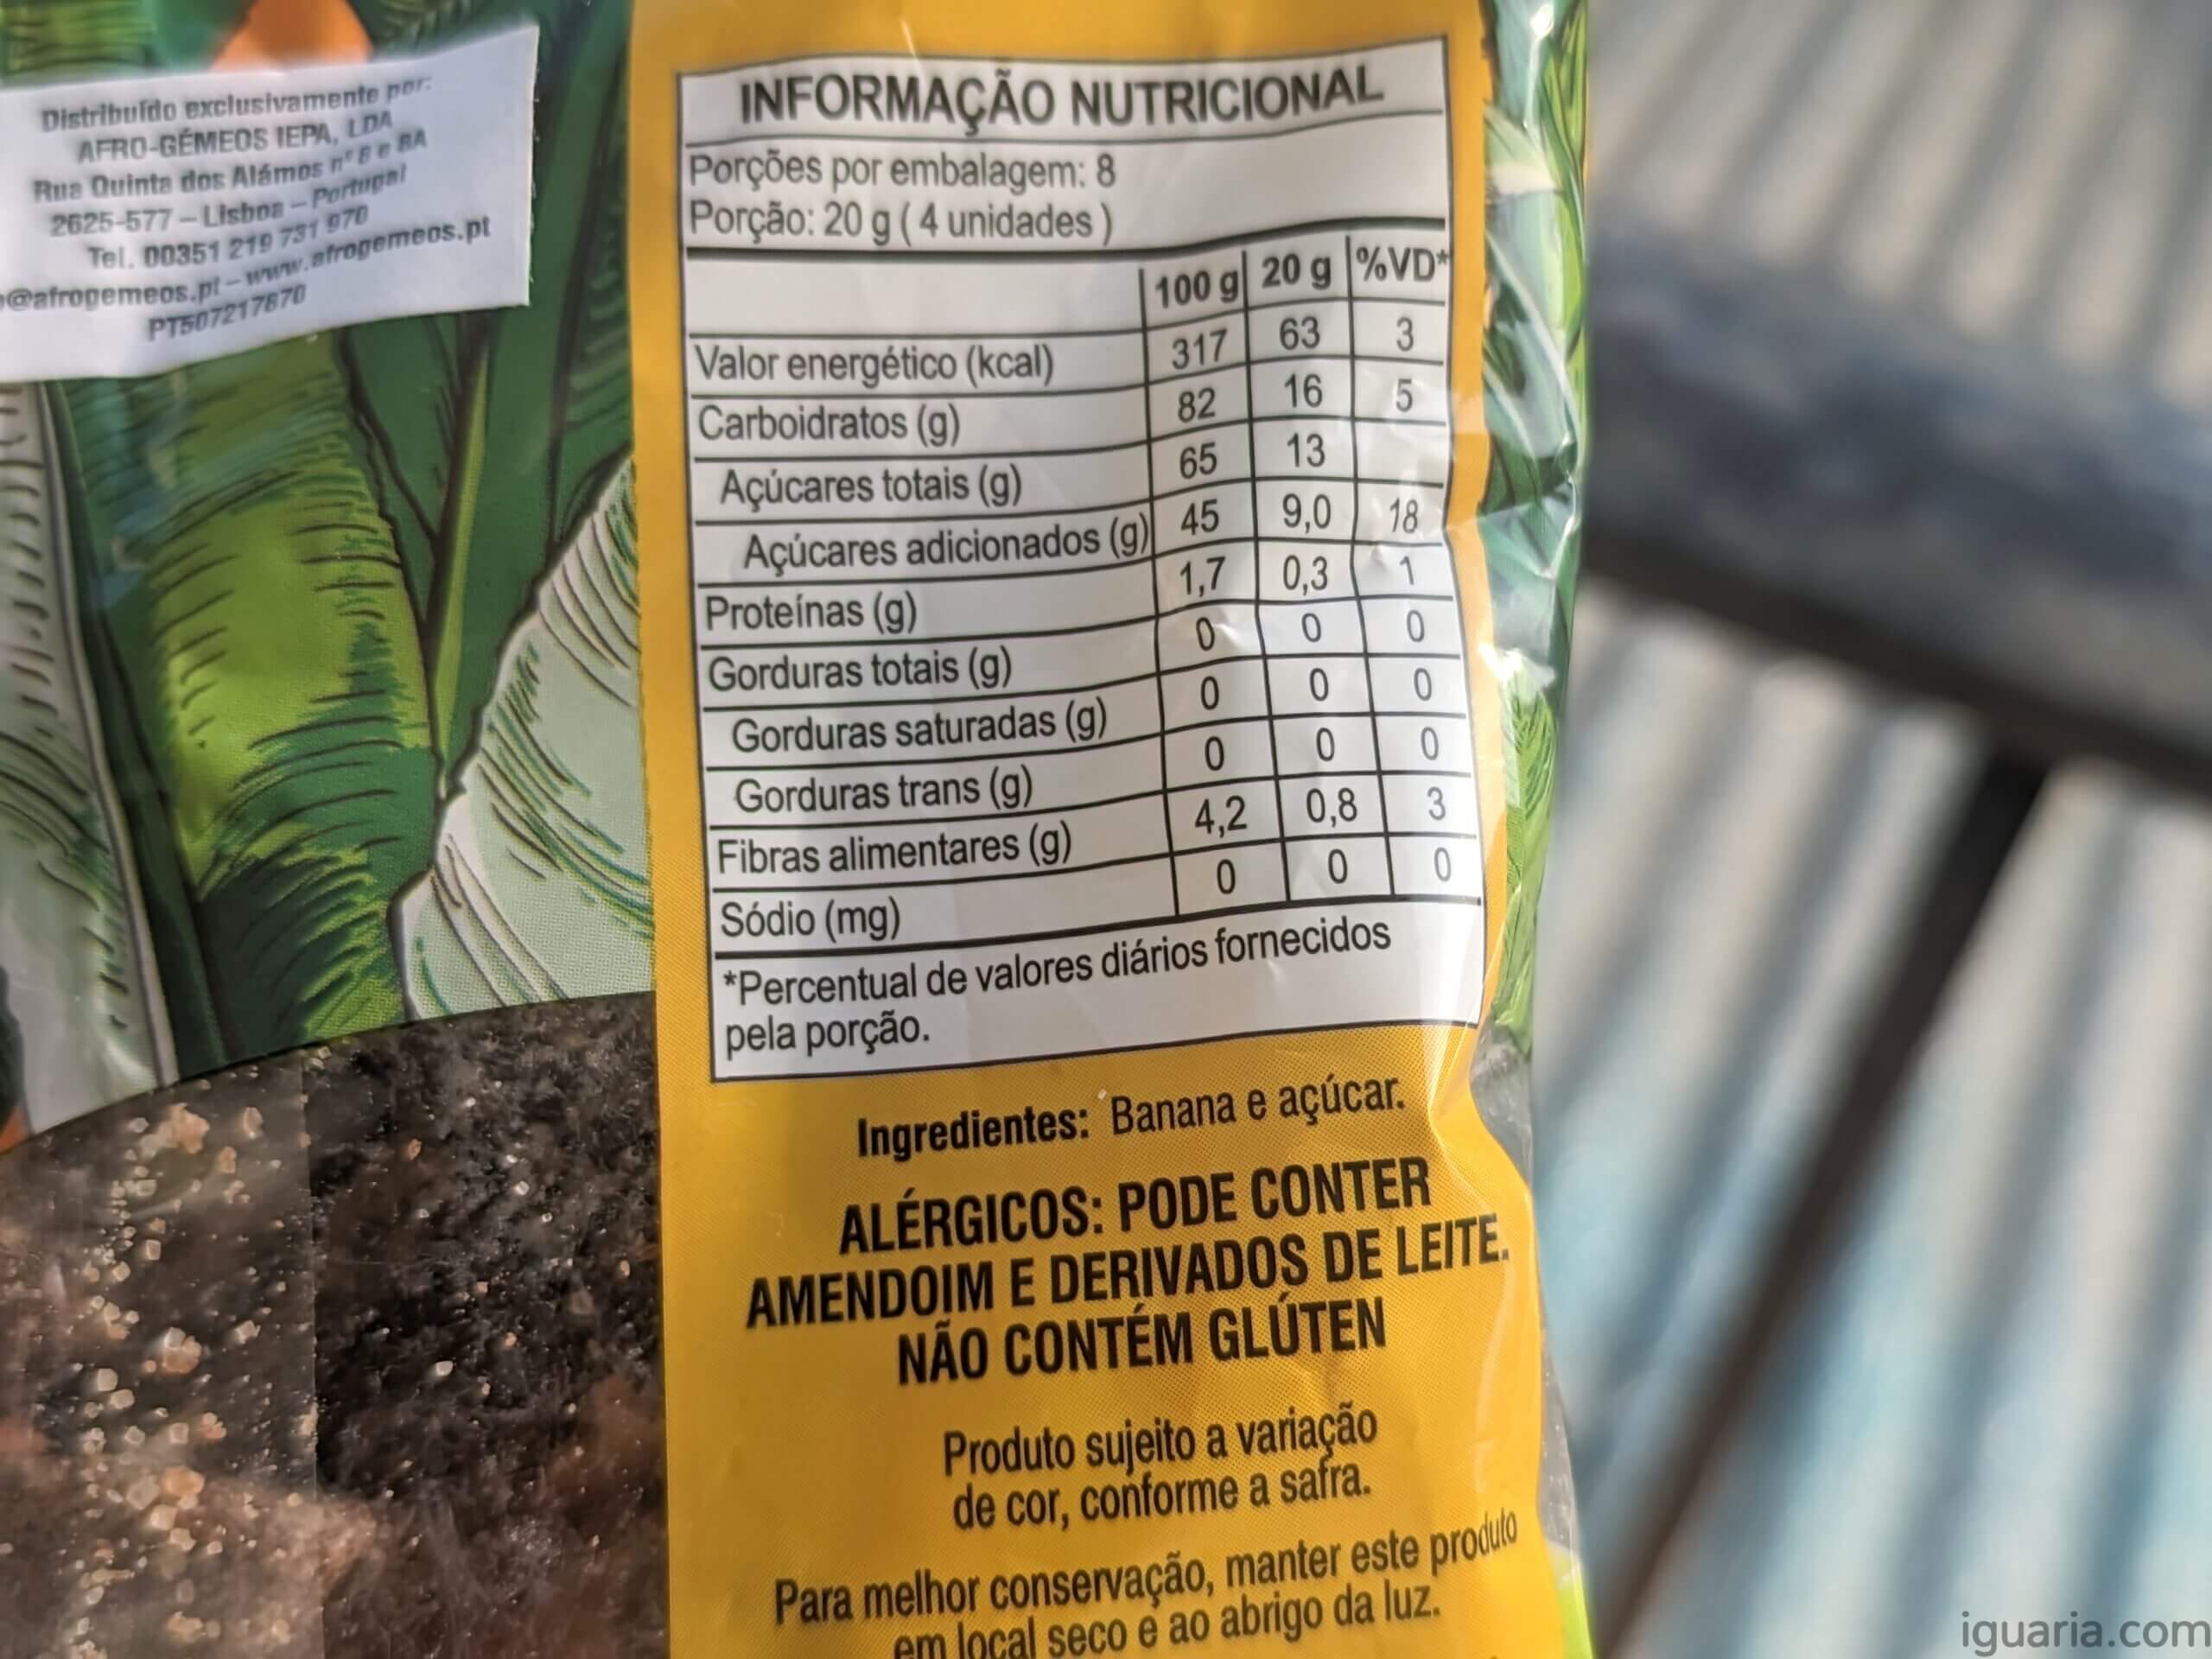 Distribuído exclusivamente por:
AFRO-GÉMEOS IEPA, LDA
Rua Quinta dos Álamos nº 8 e 8A
2625-577 – Lisboa – Portugal
Tel. 00351 219 731 970
@afrogemeos.pt – www.afrogemeos.pt
PT507217870
INFORMAÇÃO NUTRICIONAL
Porções por embalagem: 8
Porção: 20 g ( 4 unidades )
100 g 20 g %VD*
Valor energético (kcal) 317 63 3
Carboidratos (g) 82 16 5
Açúcares totais (g) 65 13
Açúcares adicionados (g) 45 9,0 18
Proteínas (g) 1,7 0,3 1
Gorduras totais (g) 0 0 0
Gorduras saturadas (g) 0 0 0
Gorduras trans (g) 0 0 0
Fibras alimentares (g) 4,2 0,8 3
Sódio (mg) 0 0 0
*Percentual de valores diários fornecidos
pela porção.
Ingredientes: Banana e açúcar.
ALÉRGICOS: PODE CONTER
AMENDOIM E DERIVADOS DE LEITE.
NÃO CONTÉM GLÚTEN
Produto sujeito a variação
de cor, conforme a safra.
Para melhor conservação, manter este produto
em local seco e ao abrigo da luz.
iguaria.com